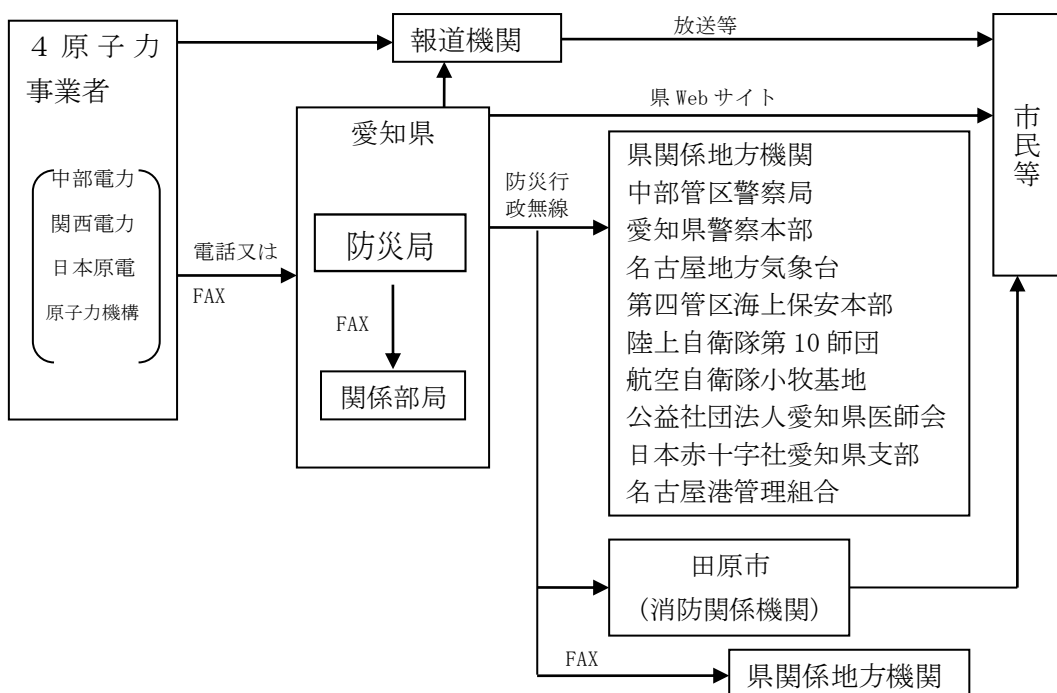 ４原子力
事業者
中部電力
関西電力
日本原電
原子力機構
電話又は
FAX
報道機関
放送等
愛知県
防災局
FAX
関係部局
県 Web サイト
防災行
政無線
県関係地方機関
中部管区警察局
愛知県警察本部
名古屋地方気象台
第四管区海上保安本部
陸上自衛隊第 10 師団
航空自衛隊小牧基地
公益社団法人愛知県医師会
日本赤十字社愛知県支部
名古屋港管理組合
田原市
(消防関係機関)
FAX
県関係地方機関
市民等